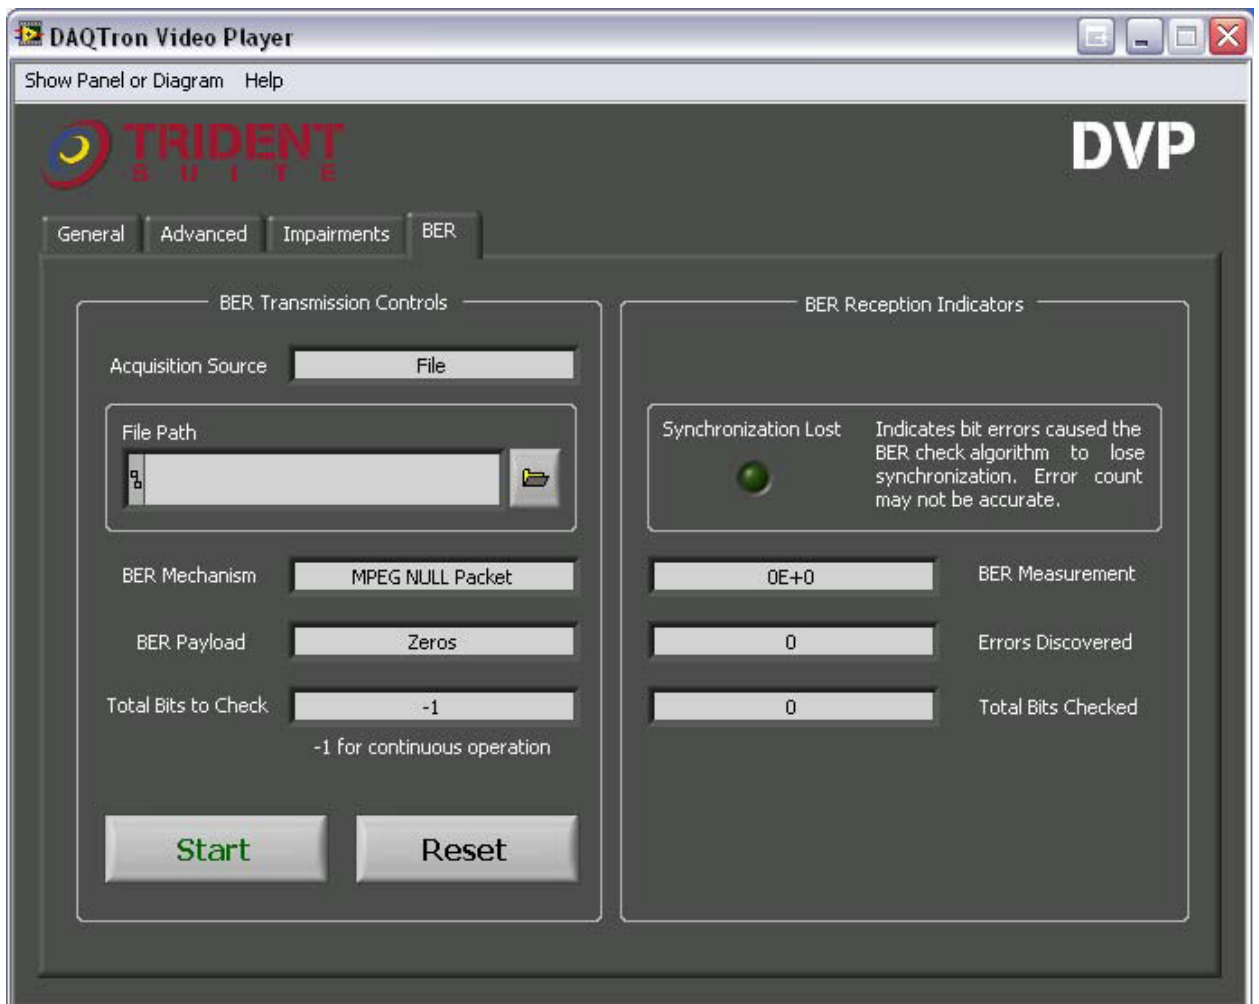 DAQTron Video Player
Show Panel or Diagram Help
TRIDENT
SUITE
DVP
General Advanced Impairments BER
BER Transmission Controls
Acquisition Source File
File Path
BER Mechanism MPEG NULL Packet
BER Payload Zeros
Total Bits to Check -1
-1 for continuous operation
Start Reset
BER Reception Indicators
Synchronization Lost
Indicates bit errors caused the
BER check algorithm to lose
synchronization. Error count
may not be accurate.
0E+0 BER Measurement
0 Errors Discovered
0 Total Bits Checked